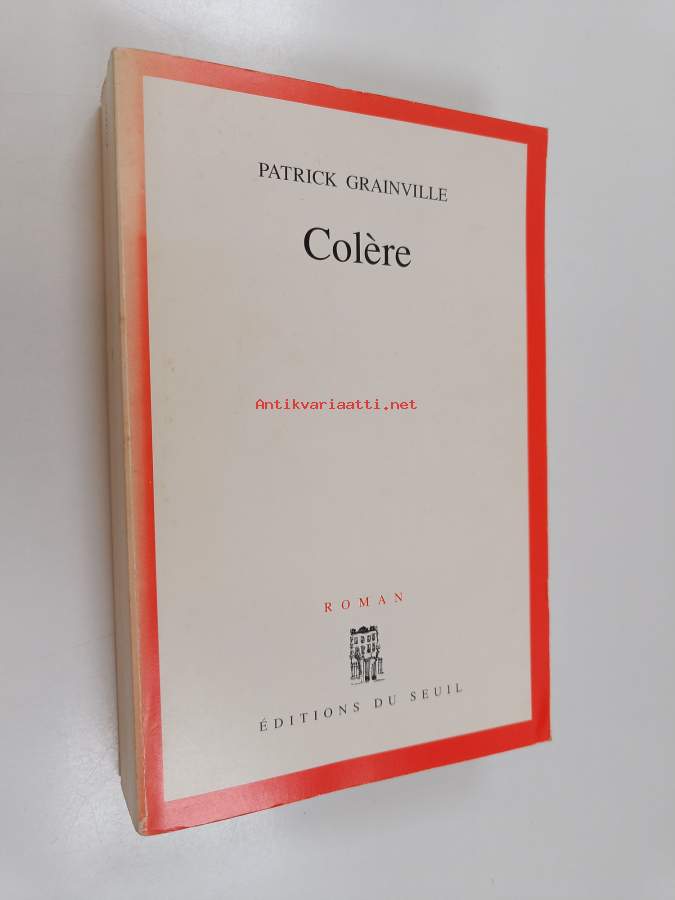 PATRICK GRAINVILLE
Colère
Antikvariaatti.net
ROMAN
ÉDITIONS DU SEUIL